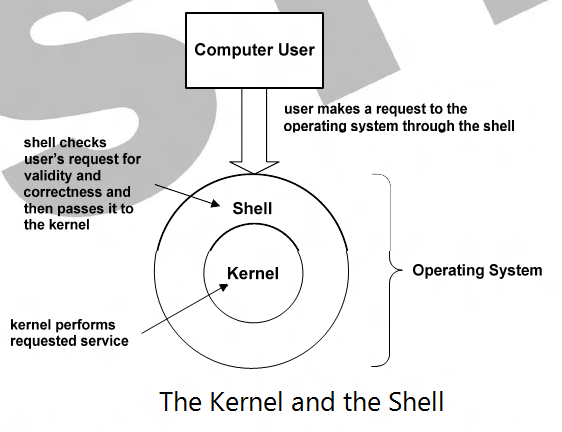 Computer User
user makes a request to the
operating system through the shell
shell checks
user's request for
validity and
correctness and
then passes it to
the kernel
Shell
Kernel
Operating System
kernel performs
requested service
The Kernel and the Shell